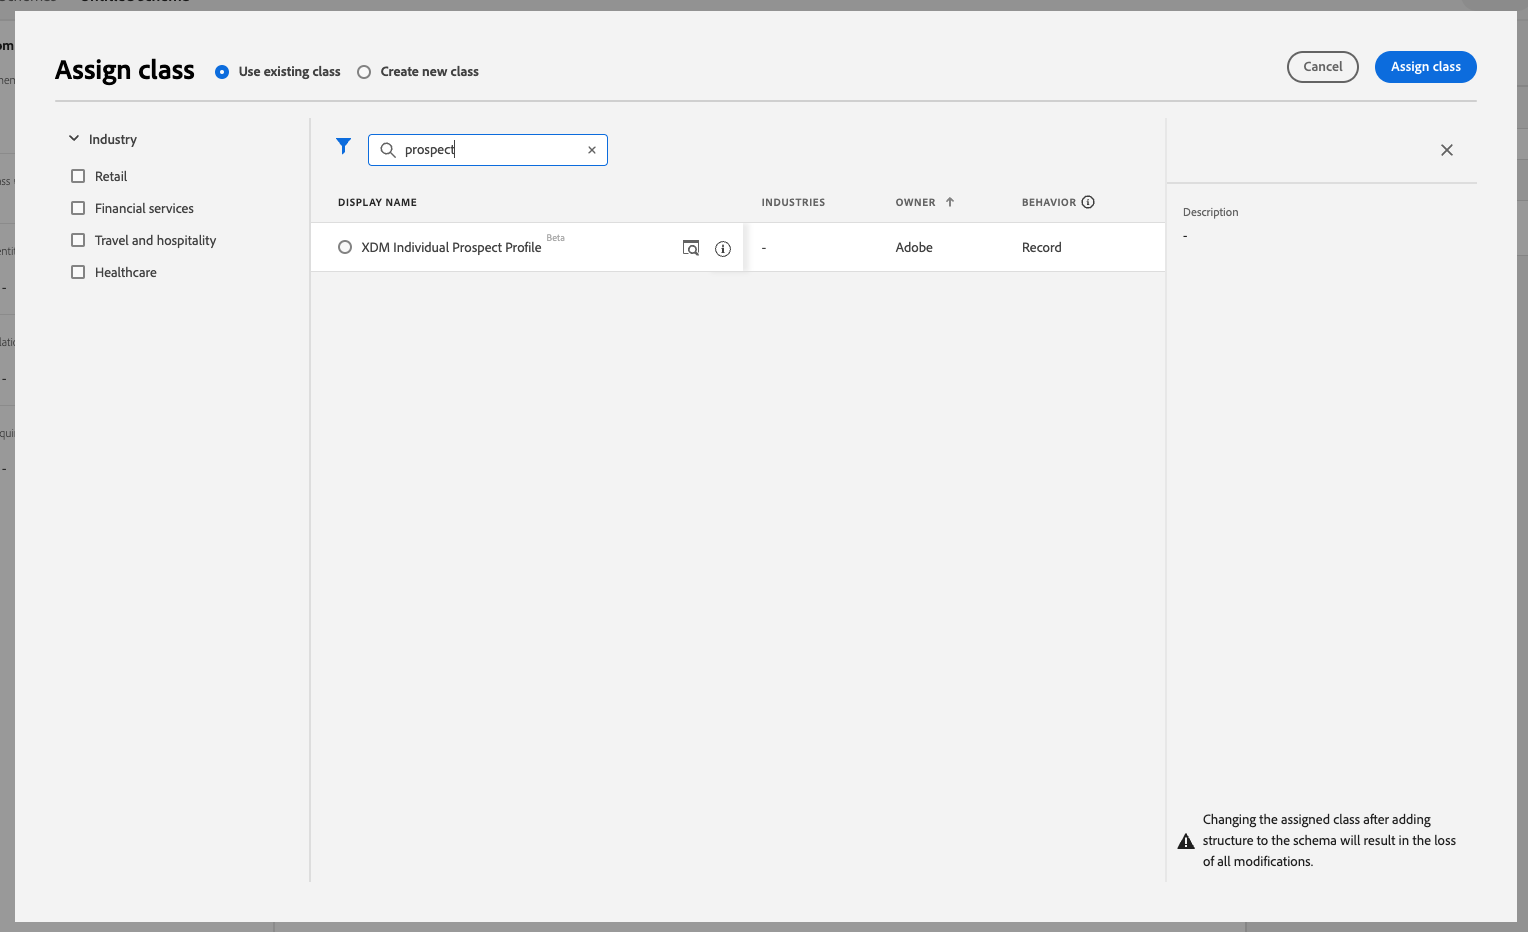 Assign class
Use existing class
Create new class
Cancel
Assign class
Industry
Retail
Financial services
Travel and hospitality
Healthcare
prospect
DISPLAY NAME
INDUSTRIES
OWNER
BEHAVIOR
XDM Individual Prospect Profile Beta
-
Adobe
Record
Description
-
Changing the assigned class after adding
structure to the schema will result in the loss
of all modifications.